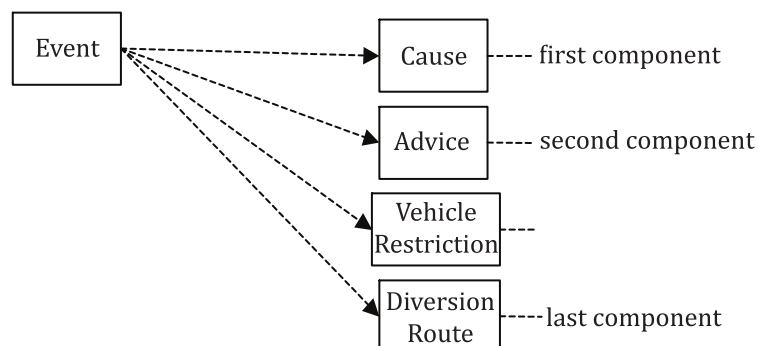 Event
Cause
first component
Advice
second component
Vehicle
Restriction
Diversion
Route
last component